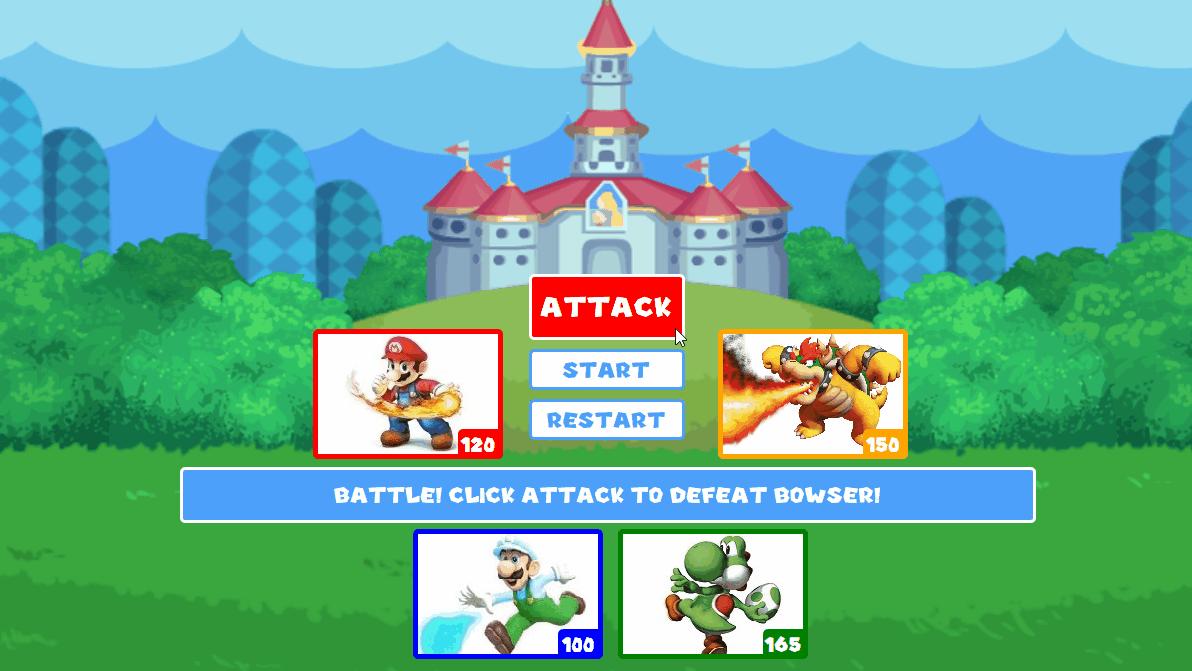 ATTACK
START
RESTART
120
150
BATTLE! CLICK ATTACK TO DEFEAT BOWSER!
100
165